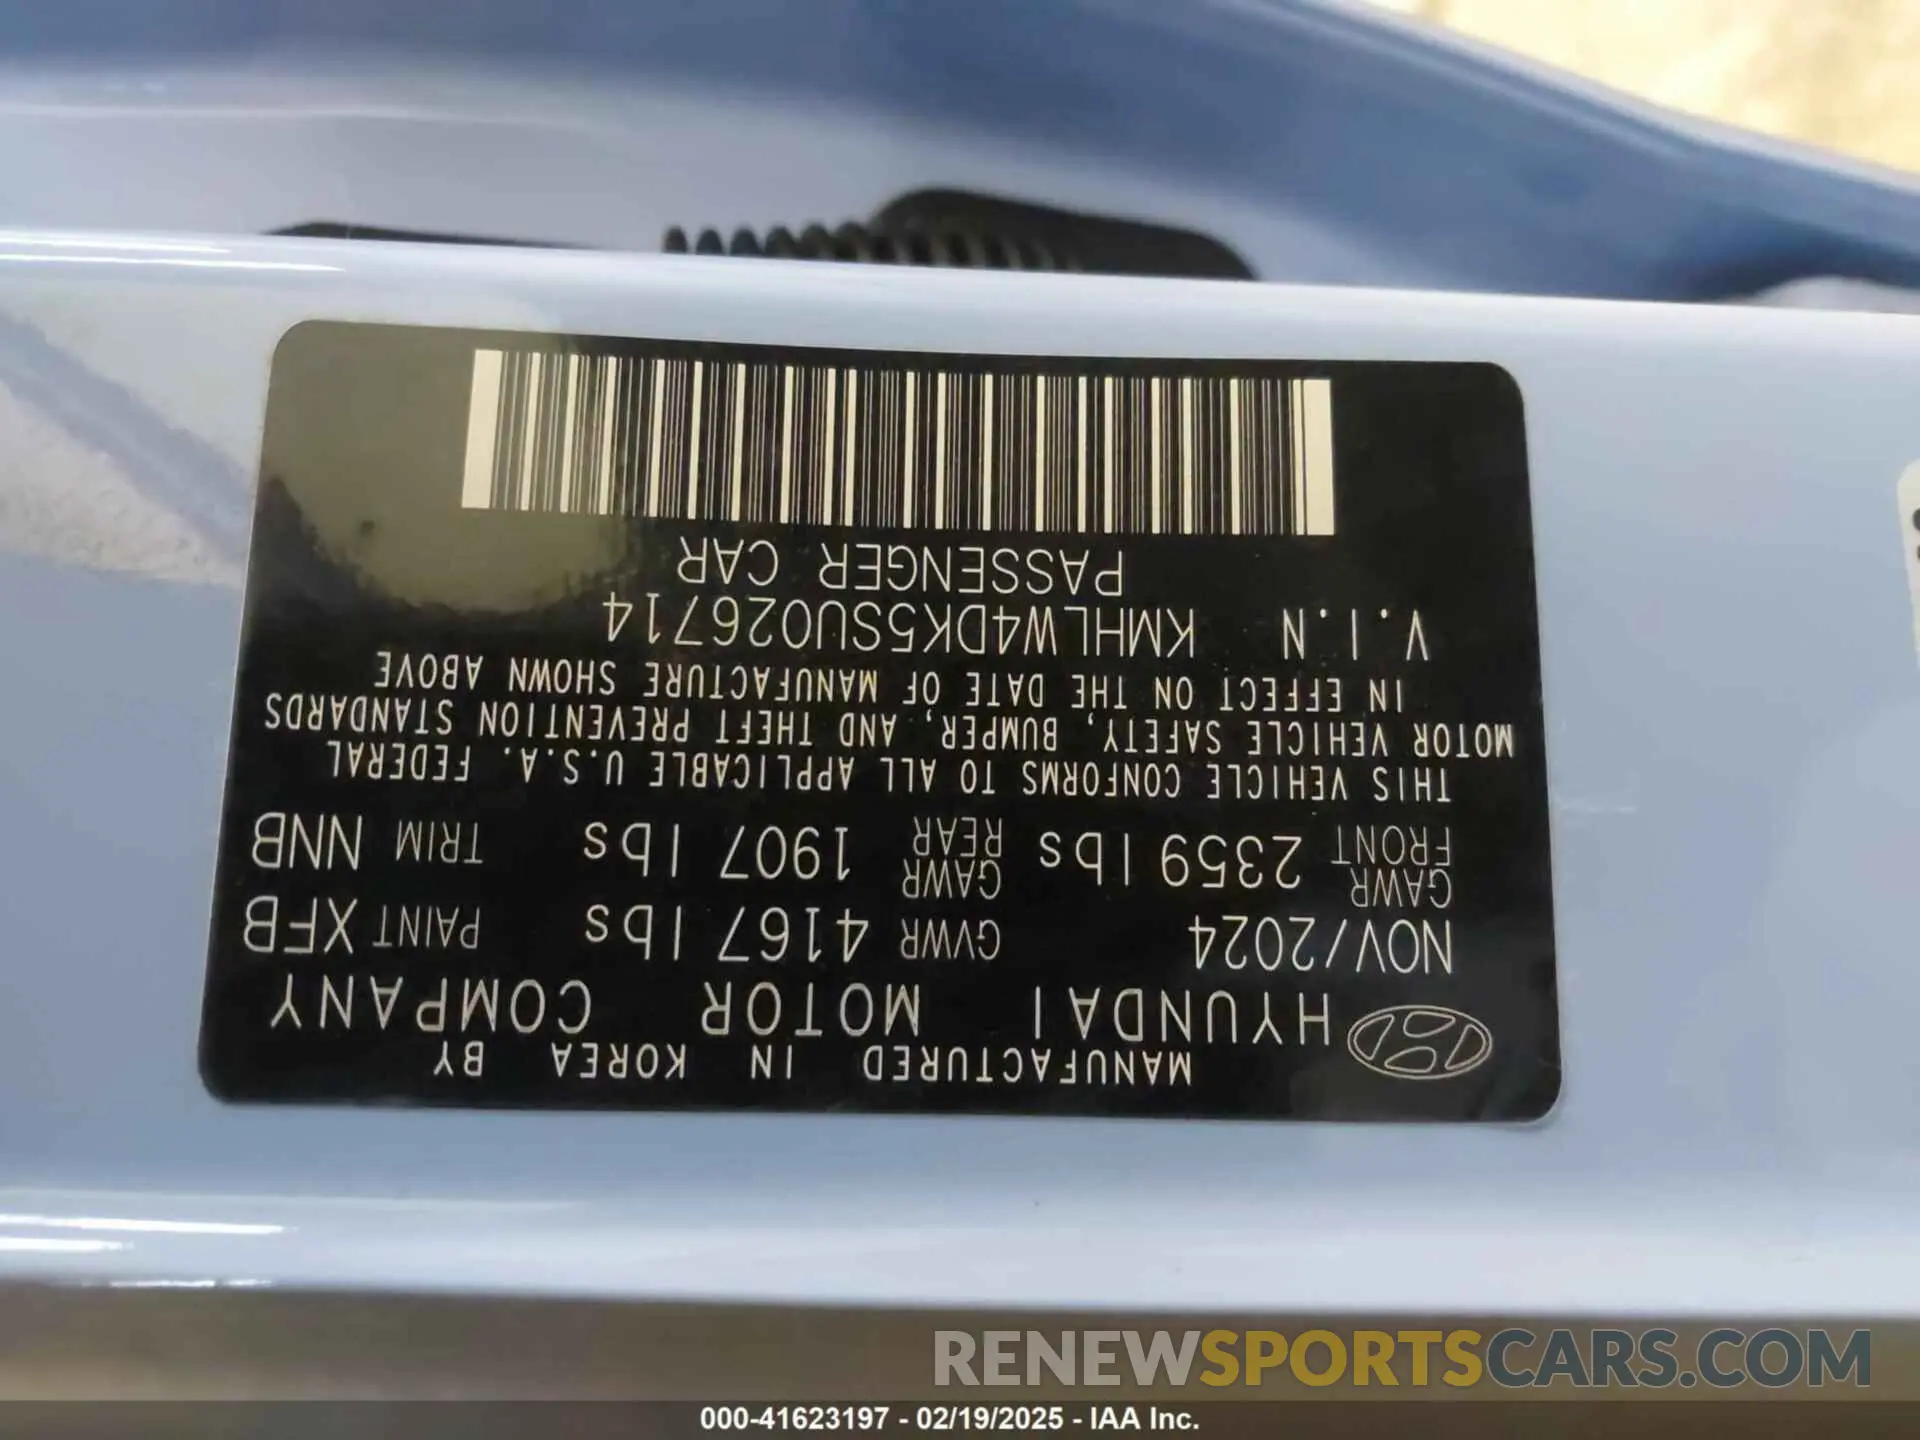 MANUFACTURED IN KOREA BY
HYUNDAI MOTOR COMPANY
NOV/2024 GVWR 4167 lbs PAINT XFB
GAWR FRONT 2359 lbs GAWR REAR 1907 lbs TRIM NNB
THIS VEHICLE CONFORMS TO ALL APPLICABLE U.S.A. FEDERAL
MOTOR VEHICLE SAFETY, BUMPER, AND THEFT PREVENTION STANDARDS
IN EFFECT ON THE DATE OF MANUFACTURE SHOWN ABOVE
V.I.N KMHLW4DK5SU026714
PASSENGER CAR
RENEWSPORTSCARS.COM
000-41623197 - 02/19/2025 - IAA Inc.